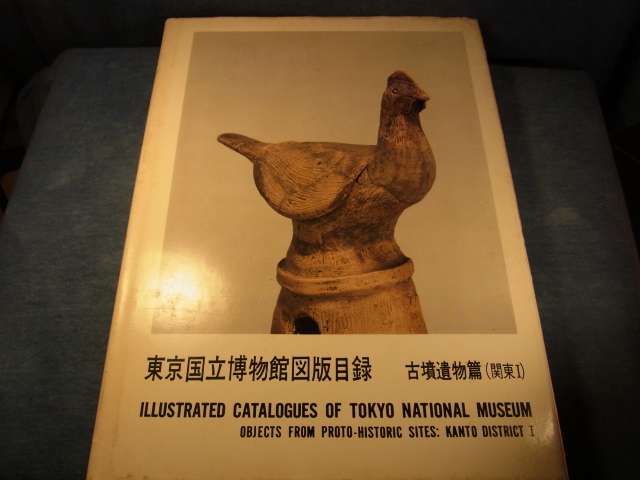 東京国立博物館図版目録 古墳遺物篇(関東I)
ILLUSTRATED CATALOGUES OF TOKYO NATIONAL MUSEUM
OBJECTS FROM PROTO-HISTORIC SITES: KANTO DISTRICT I